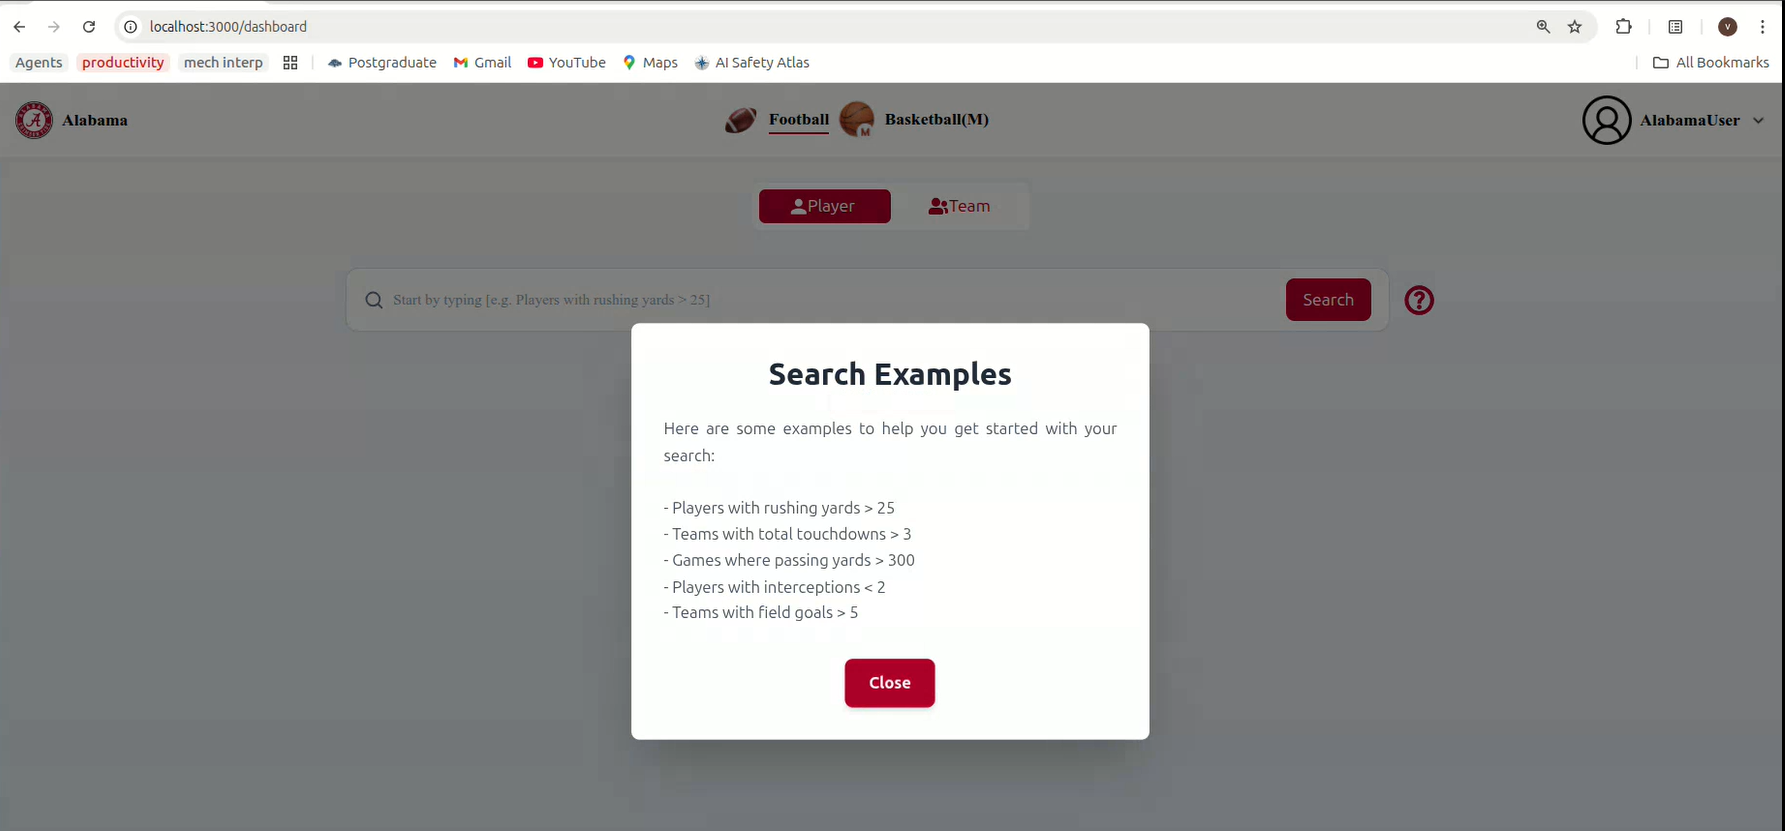 localhost:3000/dashboard
V
Agents productivity mech interp Postgraduate Gmail YouTube Maps AI Safety Atlas All Bookmarks
Alabama Football M Basketball(M) AlabamaUser
Player Team
Start by typing [e.g. Players with rushing yards > 25] Search
Search Examples
Here are some examples to help you get started with your
search:
- Players with rushing yards > 25
- Teams with total touchdowns > 3
- Games where passing yards > 300
- Players with interceptions < 2
- Teams with field goals > 5
Close